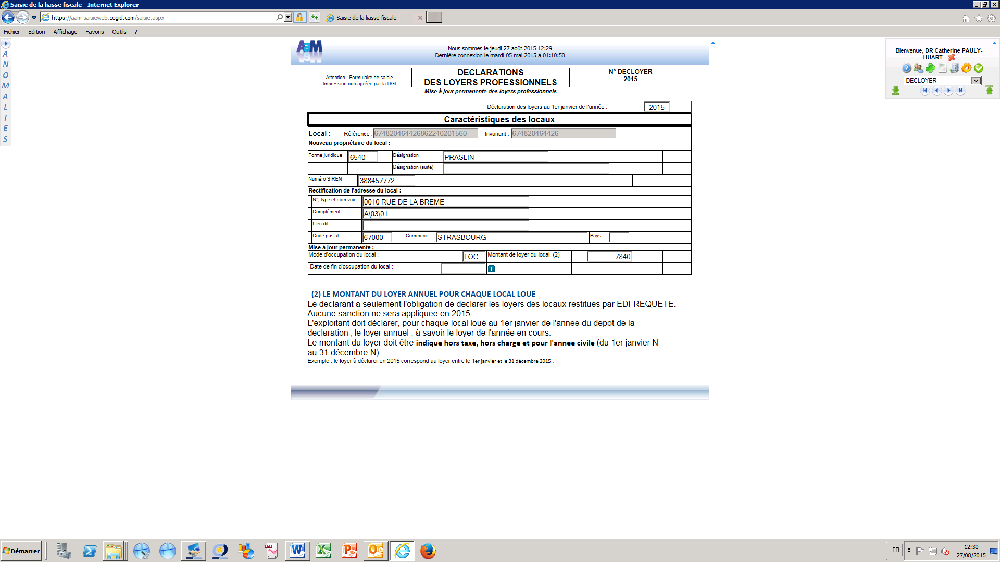 Saisie de la liasse fiscale - Internet Explorer
https://aam-saisieweb.cegid.com/saisie.aspx
Saisie de la liasse fiscale
Fichier Edition Affichage Favoris Outils ?
ANOMALIES
AaM
Nous sommes le jeudi 27 août 2015 12:29
Dernière connexion le mardi 05 mai 2015 à 01:10:50
Bienvenue, DR Catherine PAULY-
HUART
DECLOYER
Attention : Formulaire de saisie
Impression non agréée par la DGI
DECLARATIONS
DES LOYERS PROFESSIONNELS
Mise à jour permanente des loyers professionnels
N° DECLOYER
2015
Déclaration des loyers au 1er janvier de l'année : 2015
Caractéristiques des locaux
Local : Référence : 674820464426862240201560 Invariant : 674820464426
Nouveau propriétaire du local :
Forme juridique 6540 Désignation PRASLIN
Désignation (suite)
Numéro SIREN 388457772
Rectification de l'adresse du local :
N°, type et nom voie 0010 RUE DE LA BREME
Complément A\03\01
Lieu dit
Code postal 67000 Commune STRASBOURG Pays
Mise à jour permanente :
Mode d'occupation du local : LOC Montant de loyer du local (2) 7840
Date de fin d'occupation du local :
(2) LE MONTANT DU LOYER ANNUEL POUR CHAQUE LOCAL LOUE
Le declarant a seulement l'obligation de declarer les loyers des locaux restitues par EDI-REQUETE.
Aucune sanction ne sera appliquee en 2015.
L'exploitant doit déclarer, pour chaque local loué au 1er janvier de l'annee du depot de la
declaration , le loyer annuel , à savoir le loyer de l'année en cours.
Le montant du loyer doit être indique hors taxe, hors charge et pour l'annee civile (du 1er janvier N
au 31 décembre N).
Exemple : le loyer à déclarer en 2015 correspond au loyer entre le 1er janvier et le 31 décembre 2015 .
Démarrer
FR
12:30
27/08/2015